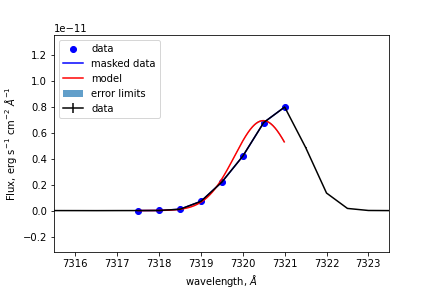 1e−11
data
masked data
model
error limits
data
1.2
1.0
0.8
0.6
0.4
0.2
0.0
−0.2
Flux, erg s⁻¹ cm⁻² Å⁻¹
7316 7317 7318 7319 7320 7321 7322 7323
wavelength, Å